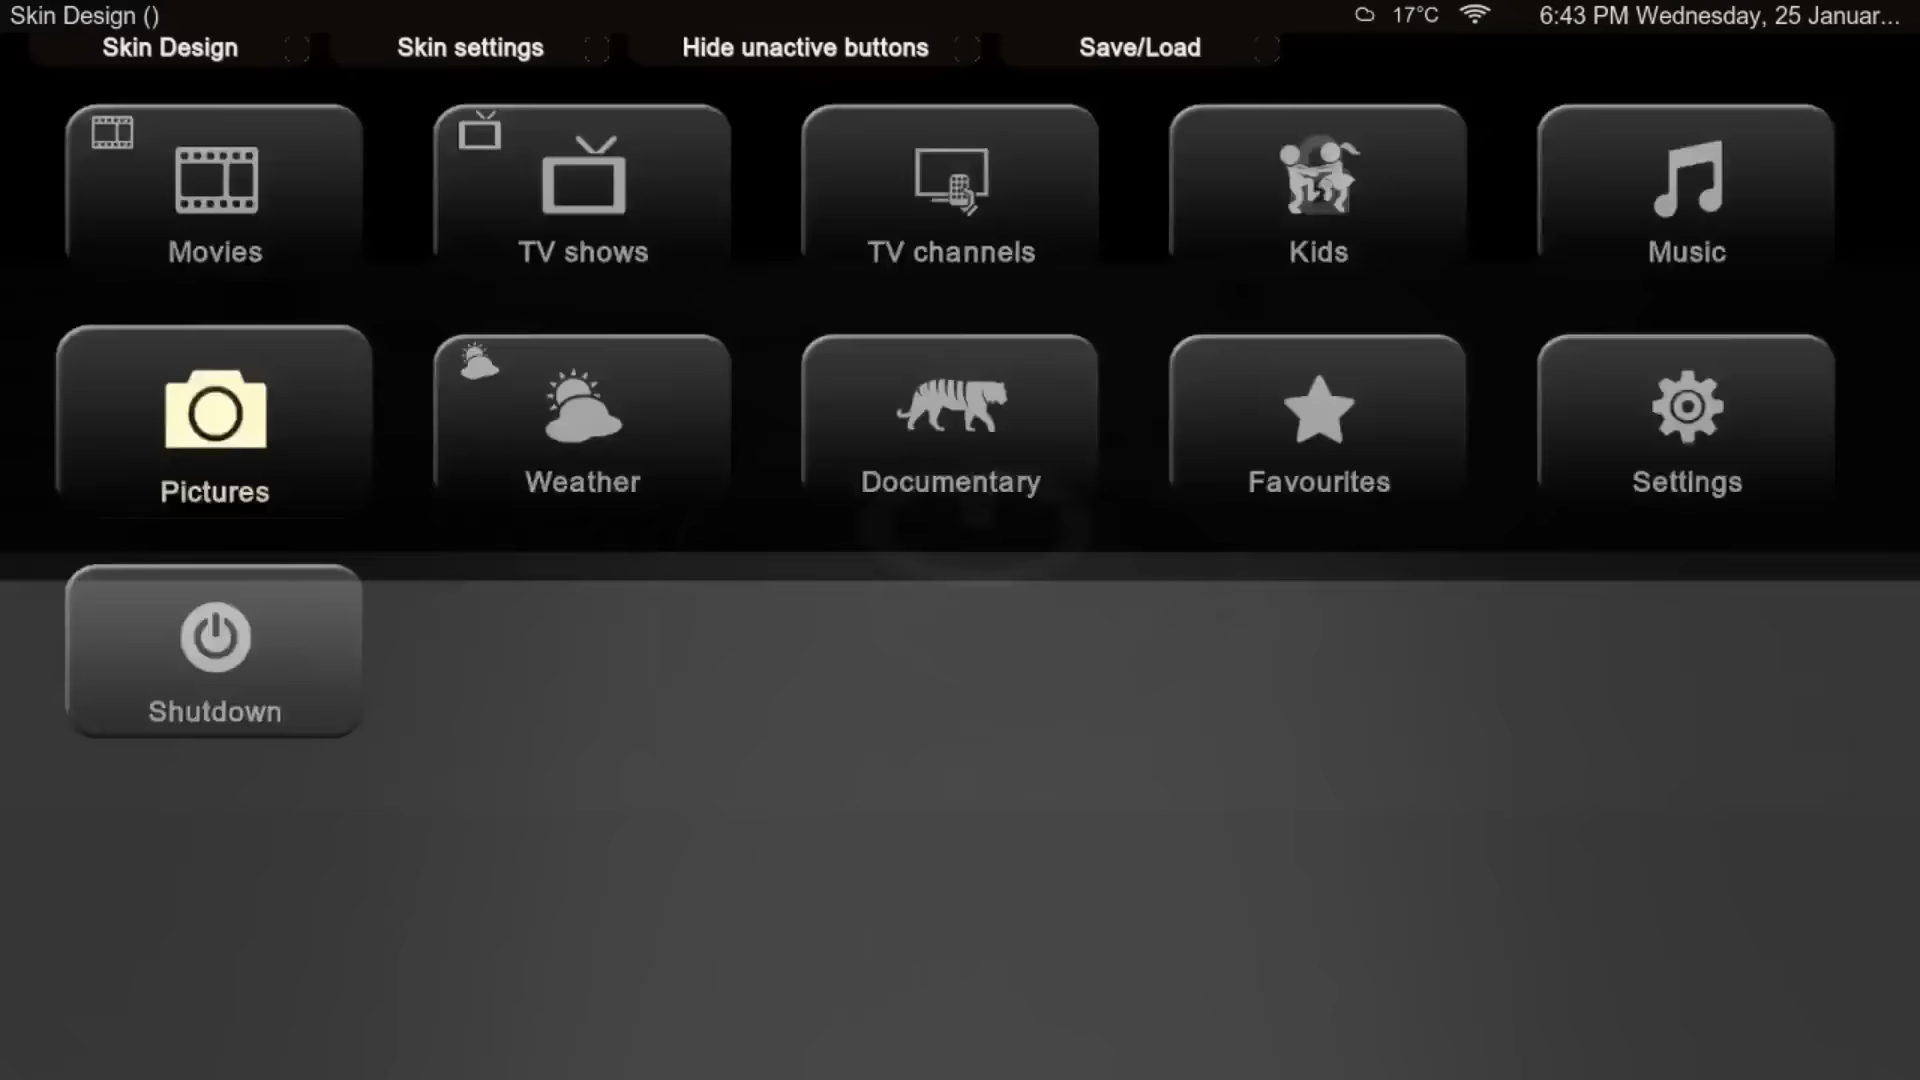 Skin Design ()
17°C
6:43 PM Wednesday, 25 Januar...
Skin Design
Skin settings
Hide unactive buttons
Save/Load
Movies
TV shows
TV channels
Kids
Music
Pictures
Weather
Documentary
Favourites
Settings
Shutdown